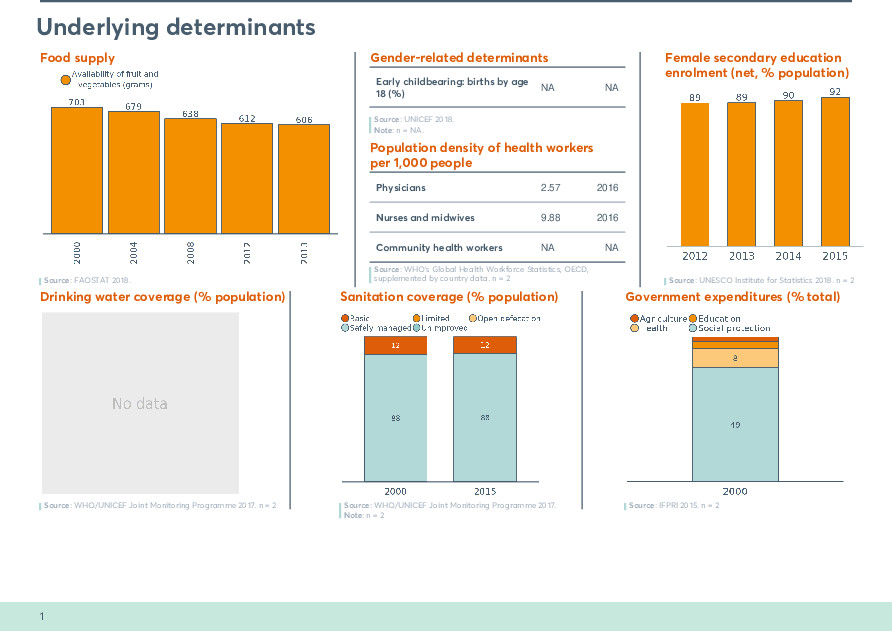 Underlying determinants
Food supply
Availability of fruit and
vegetables (grams)
703
679
638
612
606
2000
2004
2008
2012
2013
Source: FAOSTAT 2018.
Gender-related determinants
Early childbearing: births by age
18 (%)
NA
NA
Source: UNICEF 2018.
Note: n = NA.
Population density of health workers
per 1,000 people
Physicians 2.57 2016
Nurses and midwives 9.88 2016
Community health workers NA NA
Source: WHO's Global Health Workforce Statistics, OECD,
supplemented by country data. n = 2
Female secondary education
enrolment (net, % population)
89
89
90
92
2012
2013
2014
2015
Source: UNESCO Institute for Statistics 2018. n = 2
Drinking water coverage (% population)
No data
Source: WHO/UNICEF Joint Monitoring Programme 2017. n = 2
Sanitation coverage (% population)
Basic Limited Open defecation
Safely managed Unimproved
12
12
88
88
2000
2015
Source: WHO/UNICEF Joint Monitoring Programme 2017.
Note: n = 2
Government expenditures (% total)
Agriculture Education
Health Social protection
8
49
2000
Source: IFPRI 2015. n = 2
1